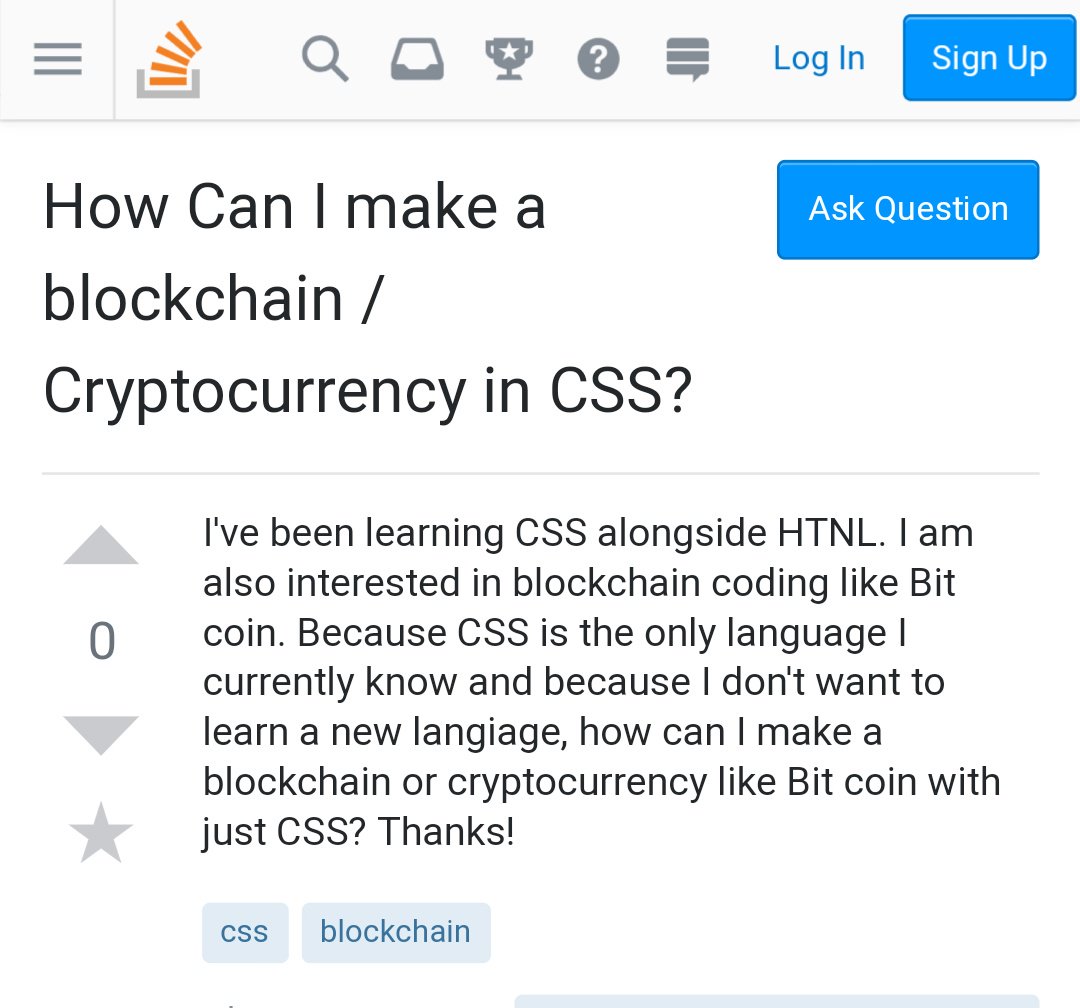 Log In
Sign Up
How Can I make a
blockchain /
Cryptocurrency in CSS?
Ask Question
I've been learning CSS alongside HTNL. I am
also interested in blockchain coding like Bit
coin. Because CSS is the only language I
currently know and because I don't want to
learn a new langiage, how can I make a
blockchain or cryptocurrency like Bit coin with
just CSS? Thanks!
0
css
blockchain